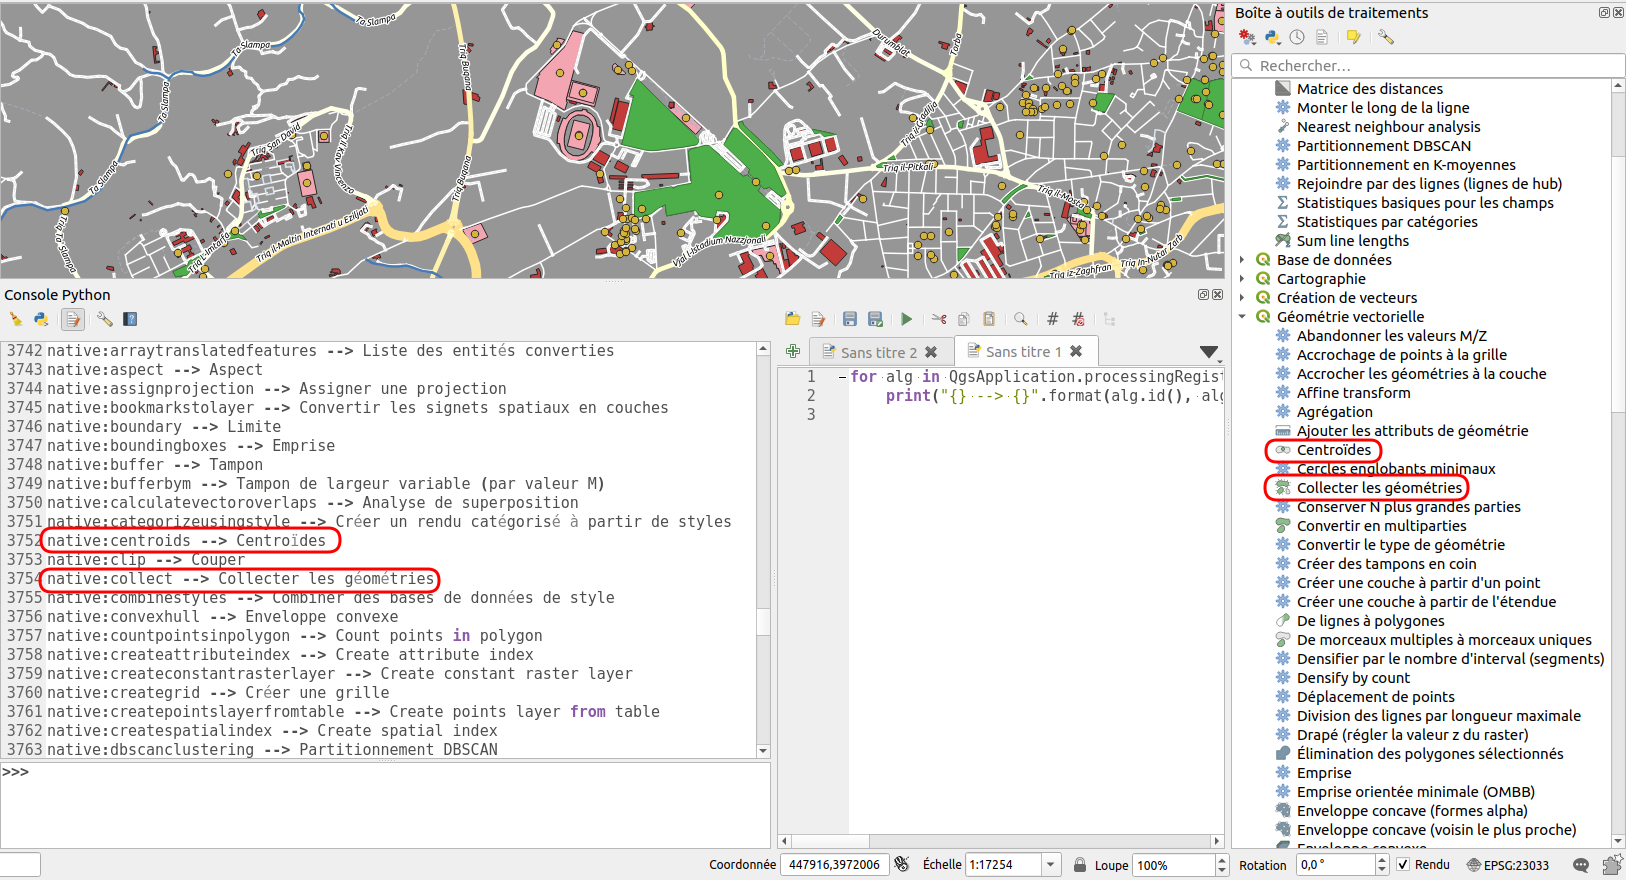 Ta Slampa
Ta Slampa
Ta Slampa
Ta Slampa
Triq San David
Triq il-Kav.Vincenzo
Triq Ta Slampa
Triq L-Imtarfa
Triq il-Maltin Internati u Eżiljati
Triq Buqana
Triq Buqana
Durumblat
Torba
Triq il-Gradilja
Triq il-Pitkali
Triq il-Mosta
Vjal l-Istadium Nazzjonali
Triq iz-Zaghfran
Triq In-Nutar Zarb
Boîte à outils de traitements
Rechercher...
Matrice des distances
Monter le long de la ligne
Nearest neighbour analysis
Partitionnement DBSCAN
Partitionnement en K-moyennes
Rejoindre par des lignes (lignes de hub)
Statistiques basiques pour les champs
Statistiques par catégories
Sum line lengths
Base de données
Cartographie
Création de vecteurs
Géométrie vectorielle
Abandonner les valeurs M/Z
Accrochage de points à la grille
Accrocher les géométries à la couche
Affine transform
Agrégation
Ajouter les attributs de géométrie
Centroïdes
Cercles englobants minimaux
Collecter les géométries
Conserver N plus grandes parties
Convertir en multiparties
Convertir le type de géométrie
Créer des tampons en coin
Créer une couche à partir d'un point
Créer une couche à partir de l'étendue
De lignes à polygones
De morceaux multiples à morceaux uniques
Densifier par le nombre d'interval (segments)
Densify by count
Déplacement de points
Division des lignes par longueur maximale
Drapé (régler la valeur z du raster)
Élimination des polygones sélectionnés
Emprise
Emprise orientée minimale (OMBB)
Enveloppe concave (formes alpha)
Enveloppe concave (voisin le plus proche)
Enveloppe convexe
Console Python
3742 native:arraytranslatedfeatures --> Liste des entités converties
3743 native:aspect --> Aspect
3744 native:assignprojection --> Assigner une projection
3745 native:bookmarkstolayer --> Convertir les signets spatiaux en couches
3746 native:boundary --> Limite
3747 native:boundingboxes --> Emprise
3748 native:buffer --> Tampon
3749 native:bufferbym --> Tampon de largeur variable (par valeur M)
3750 native:calculatevectoroverlaps --> Analyse de superposition
3751 native:categorizeusingstyle --> Créer un rendu catégorisé à partir de styles
3752 native:centroids --> Centroïdes
3753 native:clip --> Couper
3754 native:collect --> Collecter les géométries
3755 native:combinestyles --> Combiner des bases de données de style
3756 native:convexhull --> Enveloppe convexe
3757 native:countpointsinpolygon --> Count points in polygon
3758 native:createattributeindex --> Create attribute index
3759 native:createconstantrasterlayer --> Create constant raster layer
3760 native:creategrid --> Créer une grille
3761 native:createpointslayerfromtable --> Create points layer from table
3762 native:createspatialindex --> Create spatial index
3763 native:dbscanclustering --> Partitionnement DBSCAN
>>>
Sans titre 2
Sans titre 1
1 for alg in QgsApplication.processingRegist
2 print("{} --> {}".format(alg.id(), alg
3
Coordonnée 447916,3972006 Échelle 1:17254 Loupe 100% Rotation 0,0 ° Rendu EPSG:23033